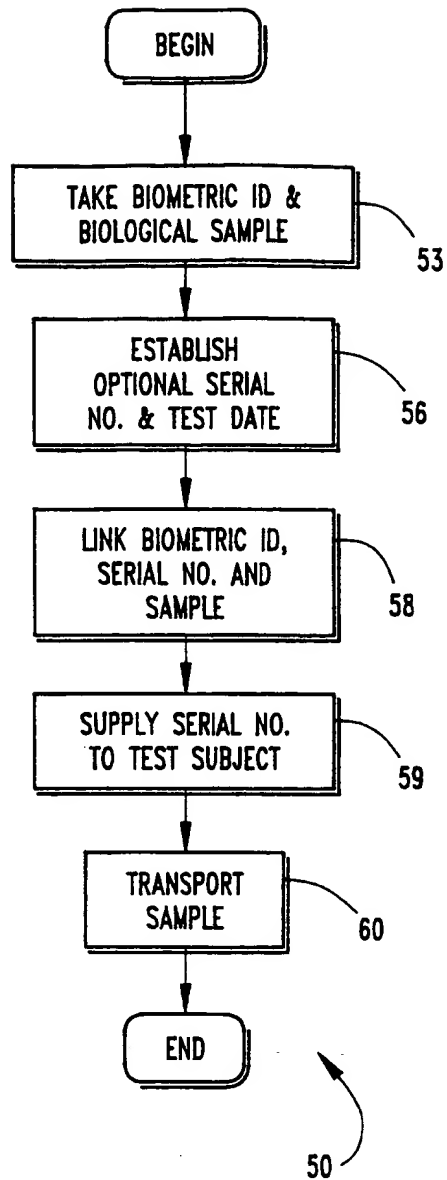 BEGIN
TAKE BIOMETRIC ID &
BIOLOGICAL SAMPLE
53
ESTABLISH
OPTIONAL SERIAL
NO. & TEST DATE
56
LINK BIOMETRIC ID,
SERIAL NO. AND
SAMPLE
58
SUPPLY SERIAL NO.
TO TEST SUBJECT
59
TRANSPORT
SAMPLE
60
END
50